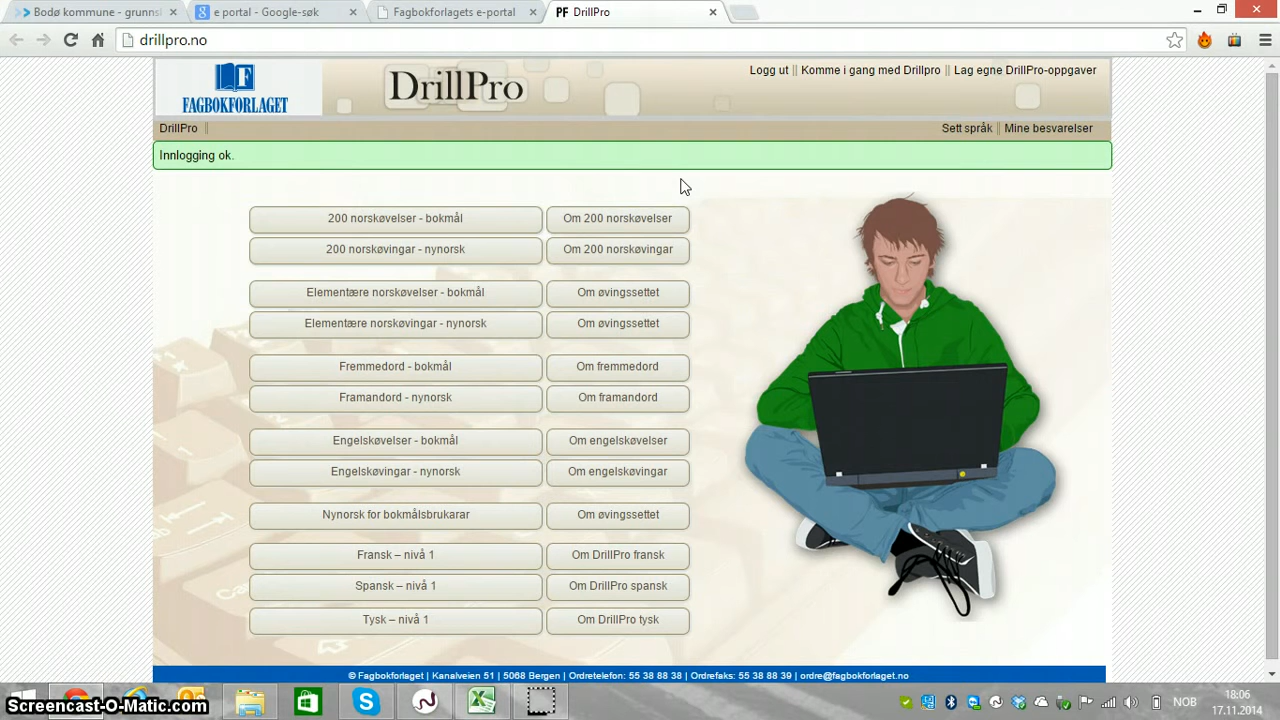 Bodø kommune - grunns
e portal - Google-søk
Fagbokforlagets e-portal
PF DrillPro
drillpro.no
F
FAGBOKFORLAGET
DrillPro
Logg ut || Komme i gang med Drillpro || Lag egne DrillPro-oppgaver
DrillPro
Sett språk || Mine besvarelser
Innlogging ok.
200 norskøvelser - bokmål Om 200 norskøvelser
200 norskøvingar - nynorsk Om 200 norskøvingar
Elementære norskøvelser - bokmål Om øvingssettet
Elementære norskøvingar - nynorsk Om øvingssettet
Fremmedord - bokmål Om fremmedord
Framandord - nynorsk Om framandord
Engelskøvelser - bokmål Om engelskøvelser
Engelskøvingar - nynorsk Om engelskøvingar
Nynorsk for bokmålsbrukarar Om øvingssettet
Fransk – nivå 1 Om DrillPro fransk
Spansk – nivå 1 Om DrillPro spansk
Tysk – nivå 1 Om DrillPro tysk
© Fagbokforlaget | Kanalveien 51 | 5068 Bergen | Ordretelefon: 55 38 88 38 | Ordrefaks: 55 38 88 39 | ordre@fagbokforlaget.no
Screencast-O-Matic.com
NOB
18:06
17.11.2014